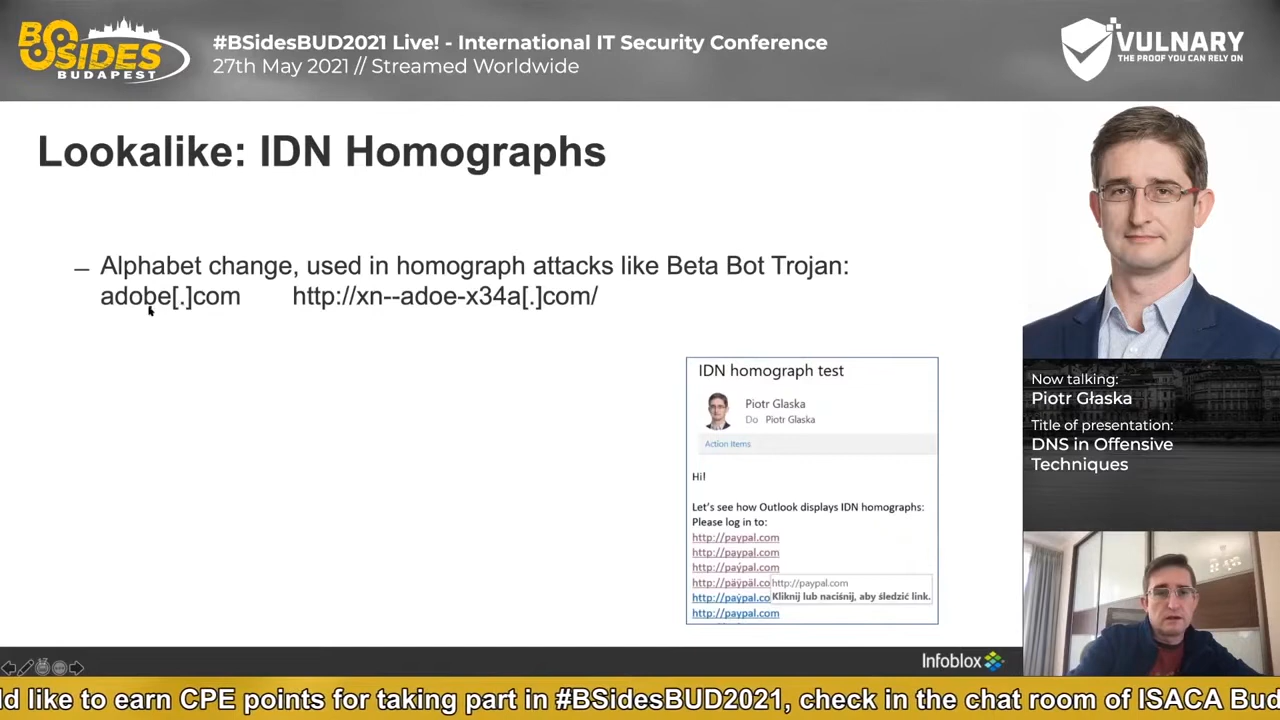 BSIDES
BUDAPEST
#BSidesBUD2021 Live! - International IT Security Conference
27th May 2021 // Streamed Worldwide
VULNARY
THE PROOF YOU CAN RELY ON
Lookalike: IDN Homographs
– Alphabet change, used in homograph attacks like Beta Bot Trojan:
adobe[.]com http://xn--adoe-x34a[.]com/
IDN homograph test
Piotr Glaska
Do Piotr Glaska
Action Items
Hi!
Let's see how Outlook displays IDN homographs:
Please log in to:
http://paypal.com
http://paypal.com
http://paýpal.com
http://päypäl.co http://paypal.com
http://paýpal.co Kliknij lub naciśnij, aby śledzić link.
http://paypal.com
Now talking:
Piotr Głaska
Title of presentation:
DNS in Offensive
Techniques
Infoblox
ld like to earn CPE points for taking part in #BSidesBUD2021, check in the chat room of ISACA Bud